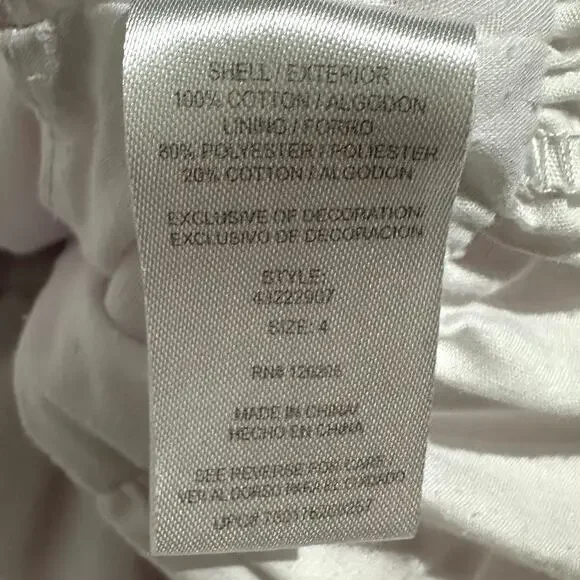 SHELL / EXTERIOR
100% COTTON / ALGODON
LINING / FORRO
80% POLYESTER / POLIESTER
20% COTTON / ALGODON
EXCLUSIVE OF DECORATION/
EXCLUSIVO DE DECORACION
STYLE:
43222907
SIZE: 4
RN#
MADE IN CHINA/
HECHO EN CHINA
SEE REVERSE FOR CARE
VER AL DORSO PARA EL CUIDADO
UPC#